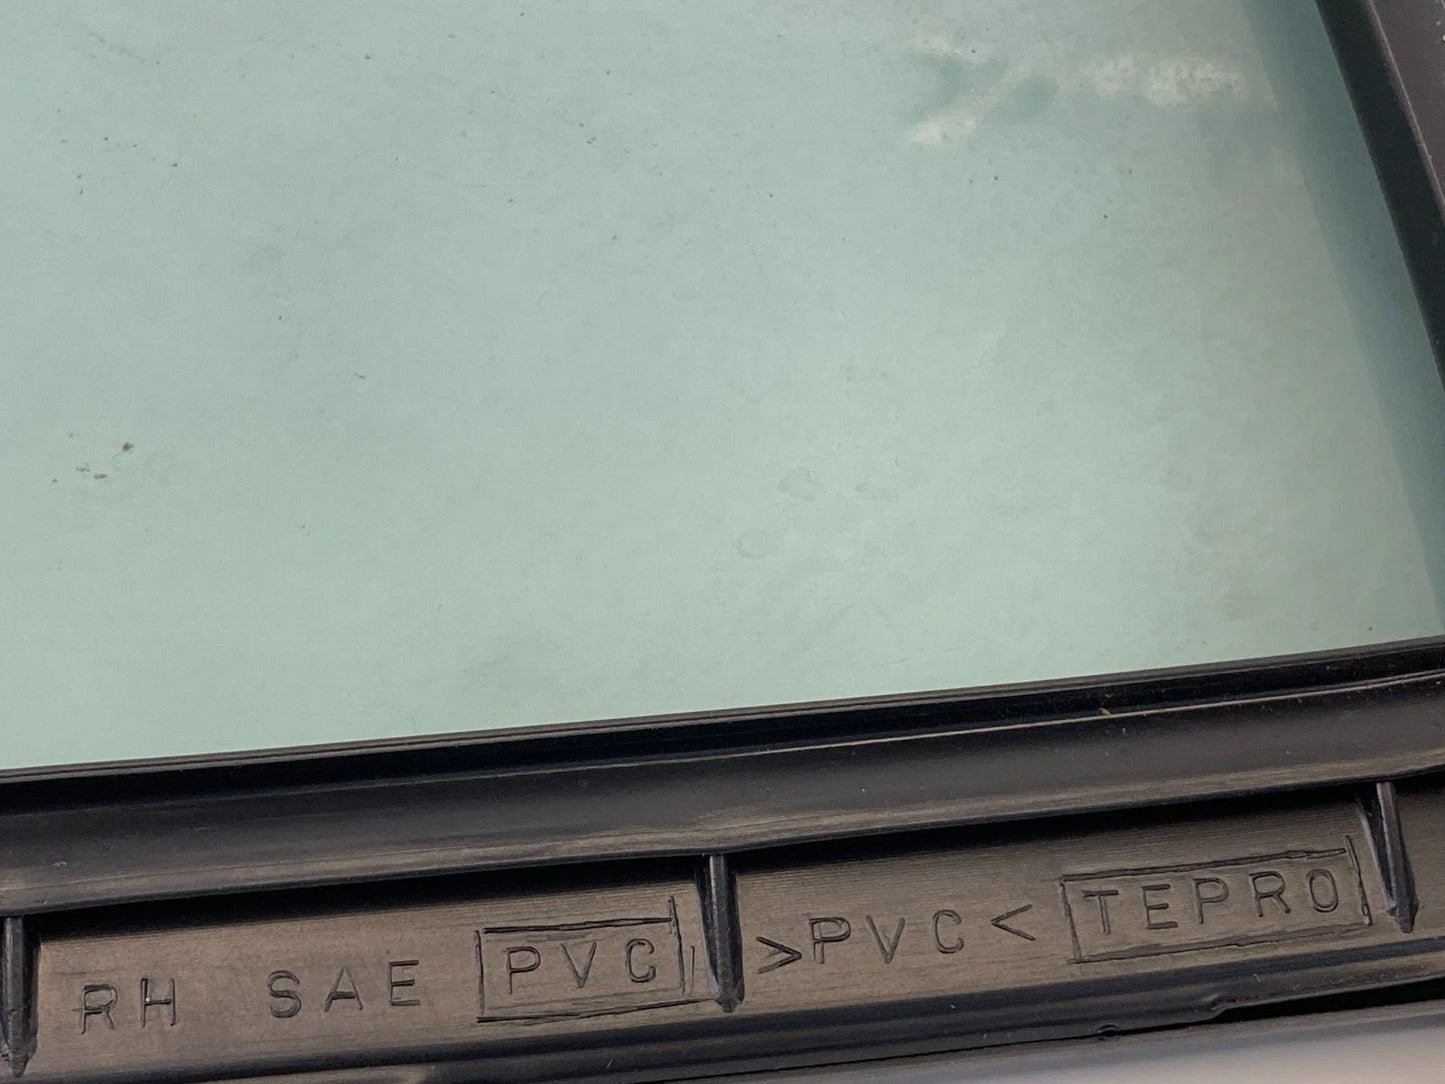 RH SAE PVC >PVC< TEPRO